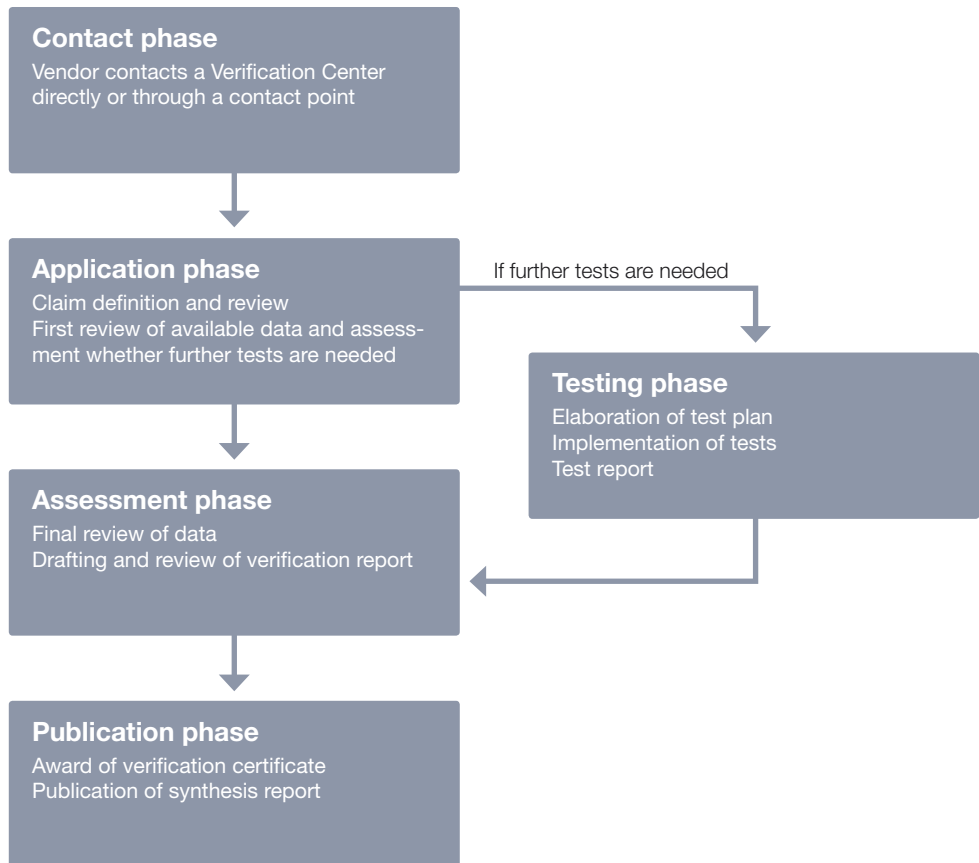 Contact phase
Vendor contacts a Verification Center
directly or through a contact point
Application phase
Claim definition and review
First review of available data and assess-
ment whether further tests are needed
If further tests are needed
Testing phase
Elaboration of test plan
Implementation of tests
Test report
Assessment phase
Final review of data
Drafting and review of verification report
Publication phase
Award of verification certificate
Publication of synthesis report